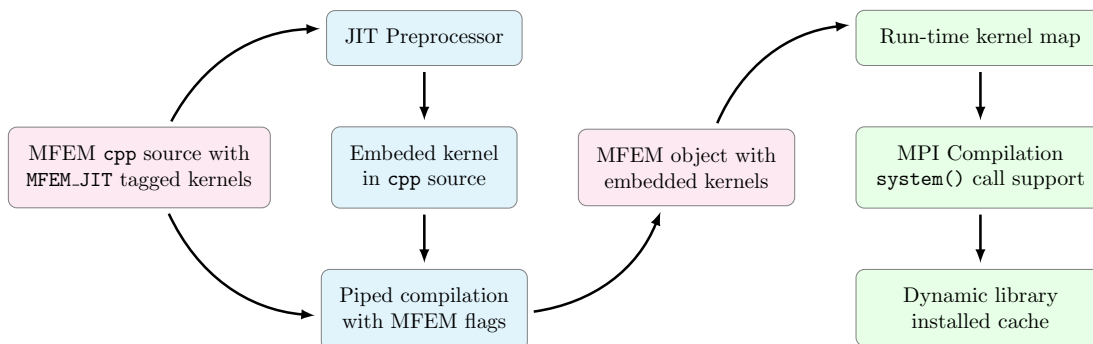 MFEM cpp source with
MFEM_JIT tagged kernels
JIT Preprocessor
Embeded kernel
in cpp source
Piped compilation
with MFEM flags
MFEM object with
embedded kernels
Run-time kernel map
MPI Compilation
system() call support
Dynamic library
installed cache